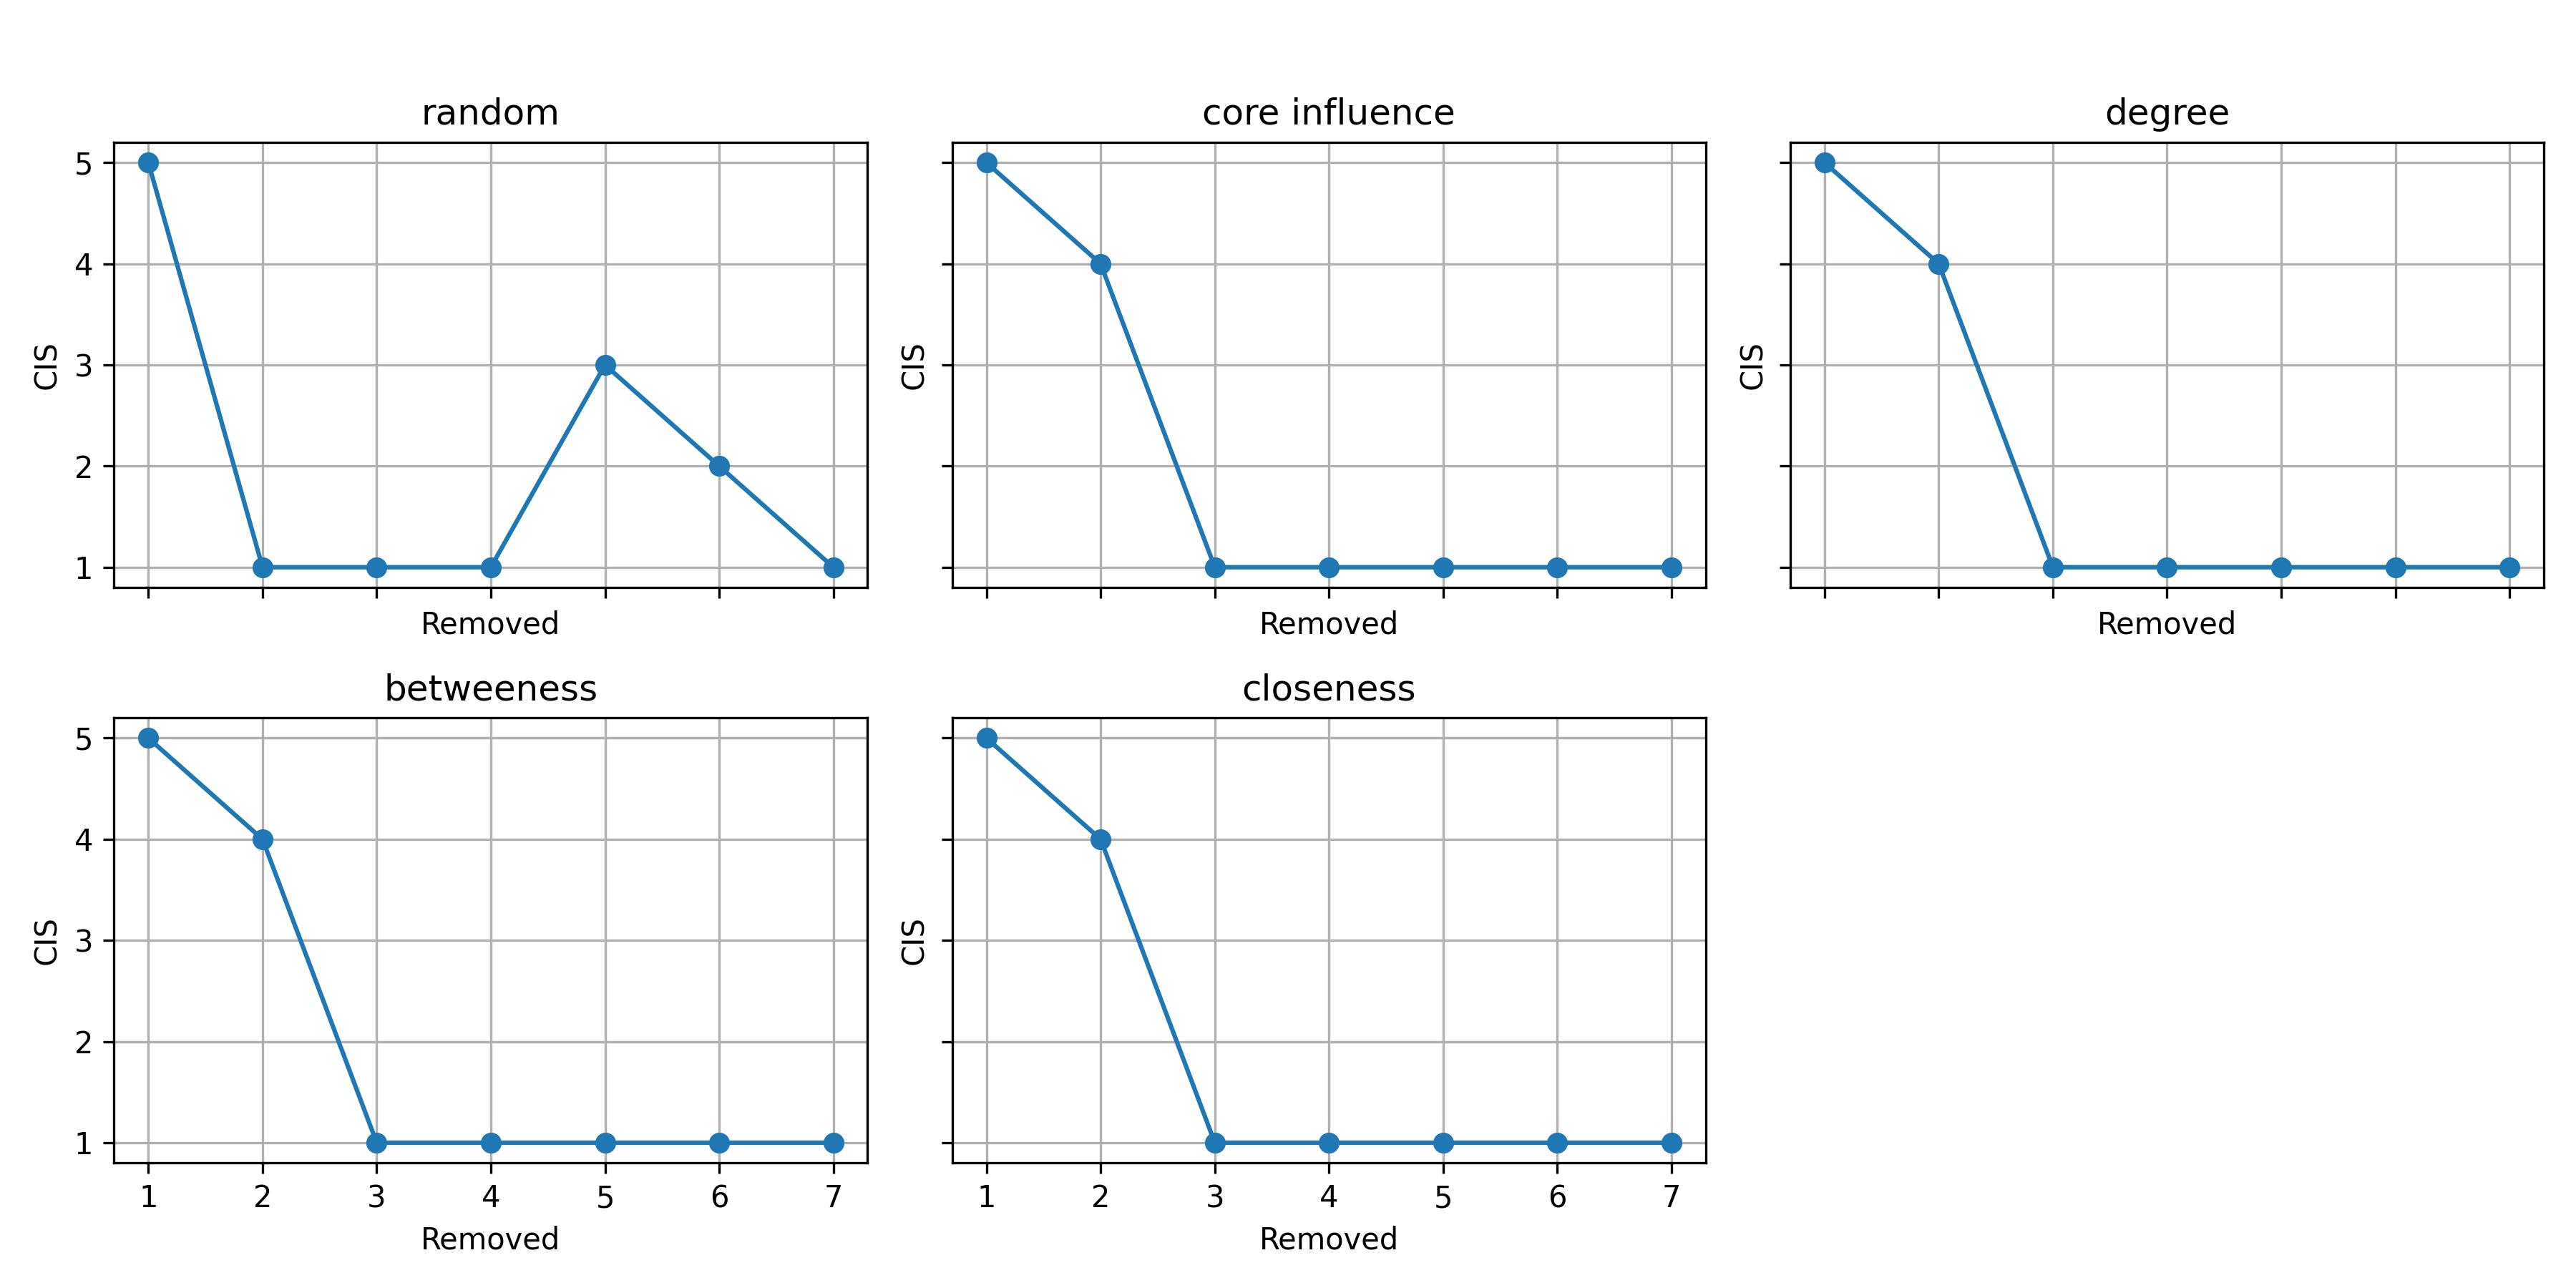 random
5
4
3
2
1
CIS
Removed
core influence
CIS
Removed
degree
CIS
Removed
betweeness
5
4
3
2
1
CIS
1 2 3 4 5 6 7
Removed
closeness
CIS
1 2 3 4 5 6 7
Removed